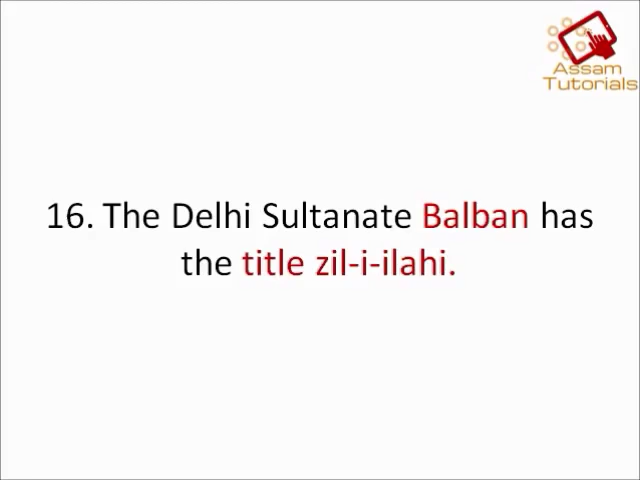 Assam
Tutorials
16. The Delhi Sultanate Balban has
the title zil-i-ilahi.